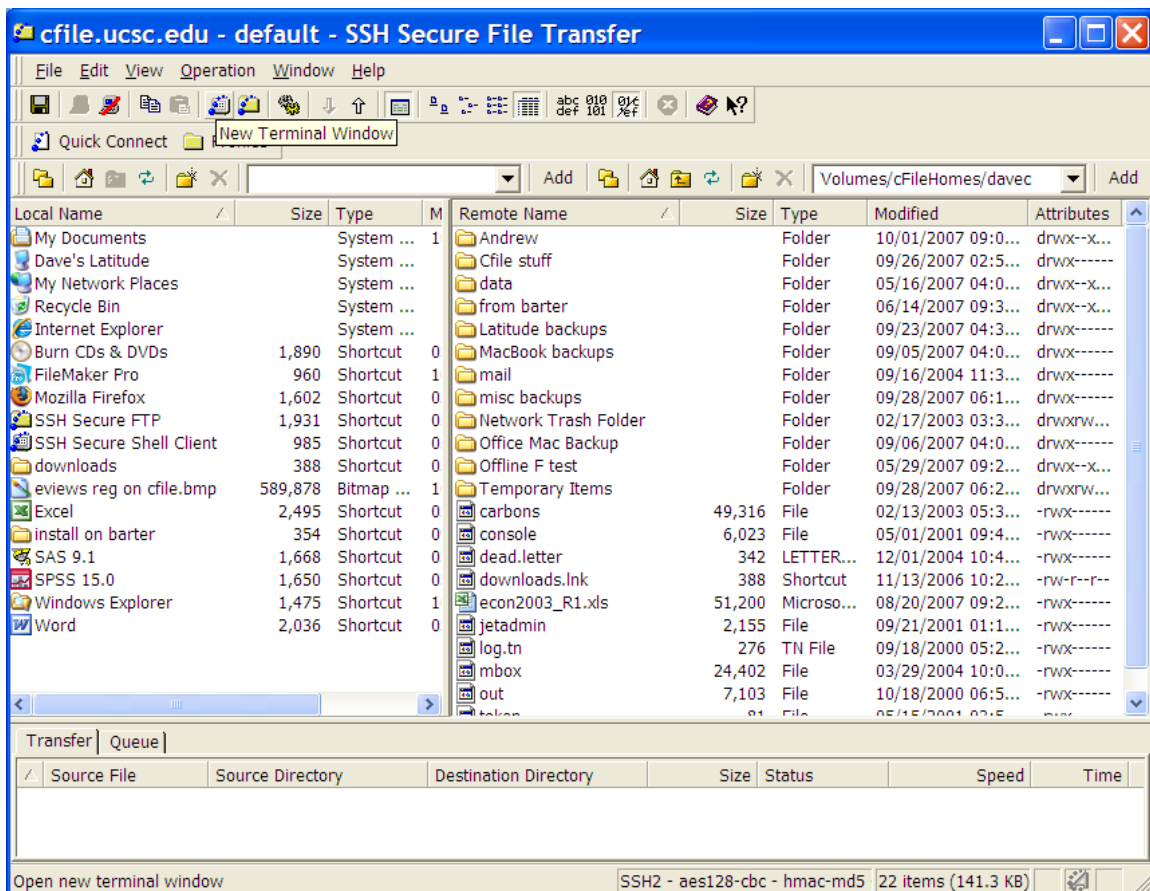 cfile.ucsc.edu - default - SSH Secure File Transfer
File Edit View Operation Window Help
abc def 010 101
New Terminal Window
Quick Connect
Add Volumes/cFileHomes/davec Add
Local Name Size Type M Remote Name Size Type Modified Attributes
My Documents System ... 1 Andrew Folder 10/01/2007 09:0... drwx--x...
Dave's Latitude System ... Cfile stuff Folder 09/26/2007 02:5... drwx------
My Network Places System ... data Folder 05/16/2007 04:0... drwx--x...
Recycle Bin System ... from barter Folder 06/14/2007 09:3... drwx--x...
Internet Explorer System ... Latitude backups Folder 09/23/2007 04:3... drwx------
Burn CDs & DVDs 1,890 Shortcut 0 MacBook backups Folder 09/05/2007 04:0... drwx------
FileMaker Pro 960 Shortcut 1 mail Folder 09/16/2004 11:3... drwx------
Mozilla Firefox 1,602 Shortcut 0 misc backups Folder 09/28/2007 06:1... drwx------
SSH Secure FTP 1,931 Shortcut 0 Network Trash Folder Folder 02/17/2003 03:3... drwxrw...
SSH Secure Shell Client 985 Shortcut 0 Office Mac Backup Folder 09/06/2007 04:0... drwx------
downloads 388 Shortcut 0 Offline F test Folder 05/29/2007 09:2... drwx--x...
eviews reg on cfile.bmp 589,878 Bitmap ... 1 Temporary Items Folder 09/28/2007 06:2... drwxrw...
Excel 2,495 Shortcut 0 carbons 49,316 File 02/13/2003 05:3... -rwx------
install on barter 354 Shortcut 0 console 6,023 File 05/01/2001 09:4... -rwx------
SAS 9.1 1,668 Shortcut 0 dead.letter 342 LETTER... 12/01/2004 10:4... -rwx------
SPSS 15.0 1,650 Shortcut 0 downloads.lnk 388 Shortcut 11/13/2006 10:2... -rw-r--r--
Windows Explorer 1,475 Shortcut 1 econ2003_R1.xls 51,200 Microso... 08/20/2007 09:2... -rwx------
Word 2,036 Shortcut 0 jetadmin 2,155 File 09/21/2001 01:1... -rwx------
log.tn 276 TN File 09/18/2000 05:2... -rwx------
mbox 24,402 File 03/29/2004 10:0... -rwx------
out 7,103 File 10/18/2000 06:5... -rwx------
Transfer Queue
Source File Source Directory Destination Directory Size Status Speed Time
Open new terminal window SSH2 - aes128-cbc - hmac-md5 22 items (141.3 KB)